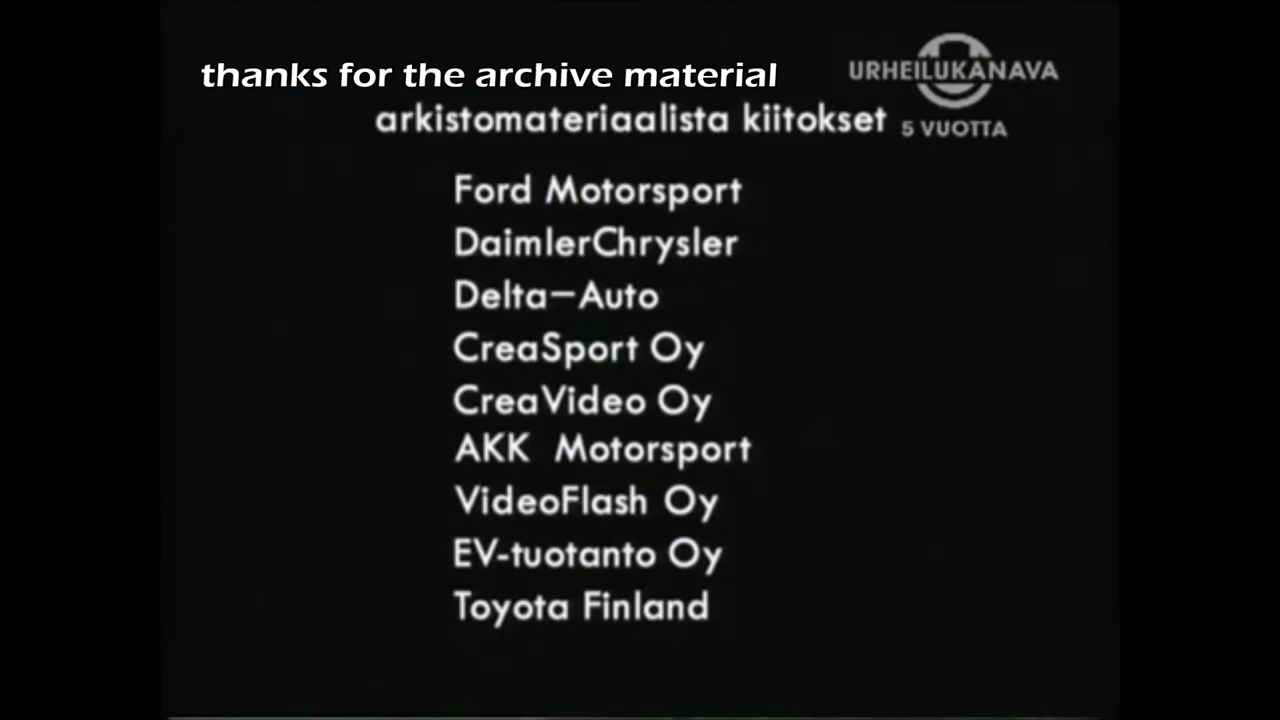 thanks for the archive material
URHEILUKANAVA
arkistomateriaalista kiitokset
5 VUOTTA
Ford Motorsport
DaimlerChrysler
Delta–Auto
CreaSport Oy
CreaVideo Oy
AKK Motorsport
VideoFlash Oy
EV-tuotanto Oy
Toyota Finland